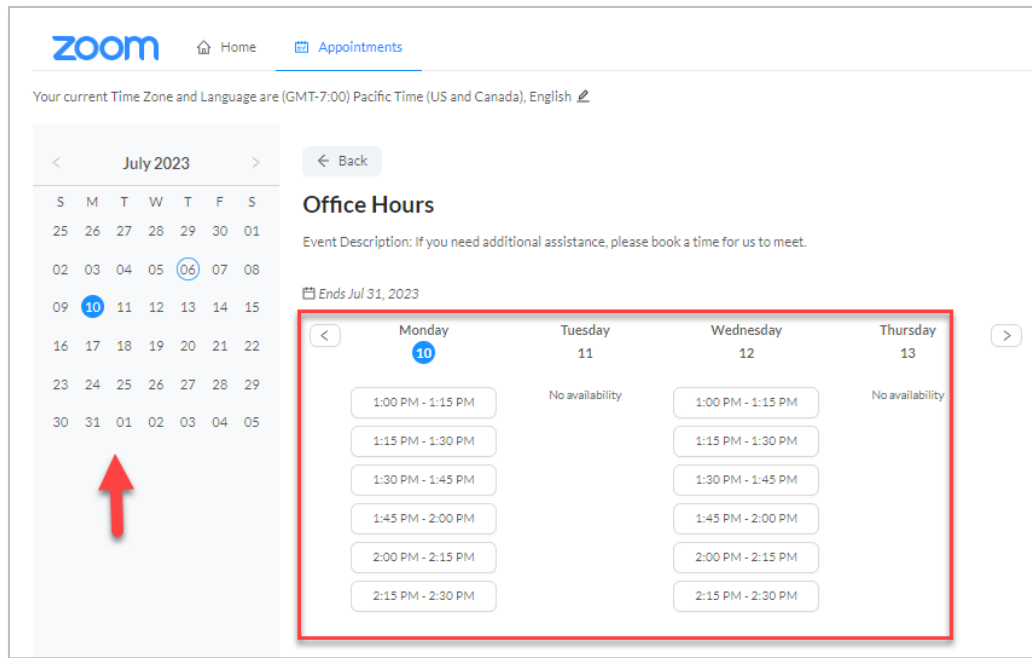 zoom Home Appointments
Your current Time Zone and Language are (GMT-7:00) Pacific Time (US and Canada), English
< July 2023 >
S M T W T F S
25 26 27 28 29 30 01
02 03 04 05 06 07 08
09 10 11 12 13 14 15
16 17 18 19 20 21 22
23 24 25 26 27 28 29
30 31 01 02 03 04 05
← Back
Office Hours
Event Description: If you need additional assistance, please book a time for us to meet.
Ends Jul 31, 2023
< Monday Tuesday Wednesday Thursday >
10 11 12 13
1:00 PM - 1:15 PM No availability 1:00 PM - 1:15 PM No availability
1:15 PM - 1:30 PM 1:15 PM - 1:30 PM
1:30 PM - 1:45 PM 1:30 PM - 1:45 PM
1:45 PM - 2:00 PM 1:45 PM - 2:00 PM
2:00 PM - 2:15 PM 2:00 PM - 2:15 PM
2:15 PM - 2:30 PM 2:15 PM - 2:30 PM